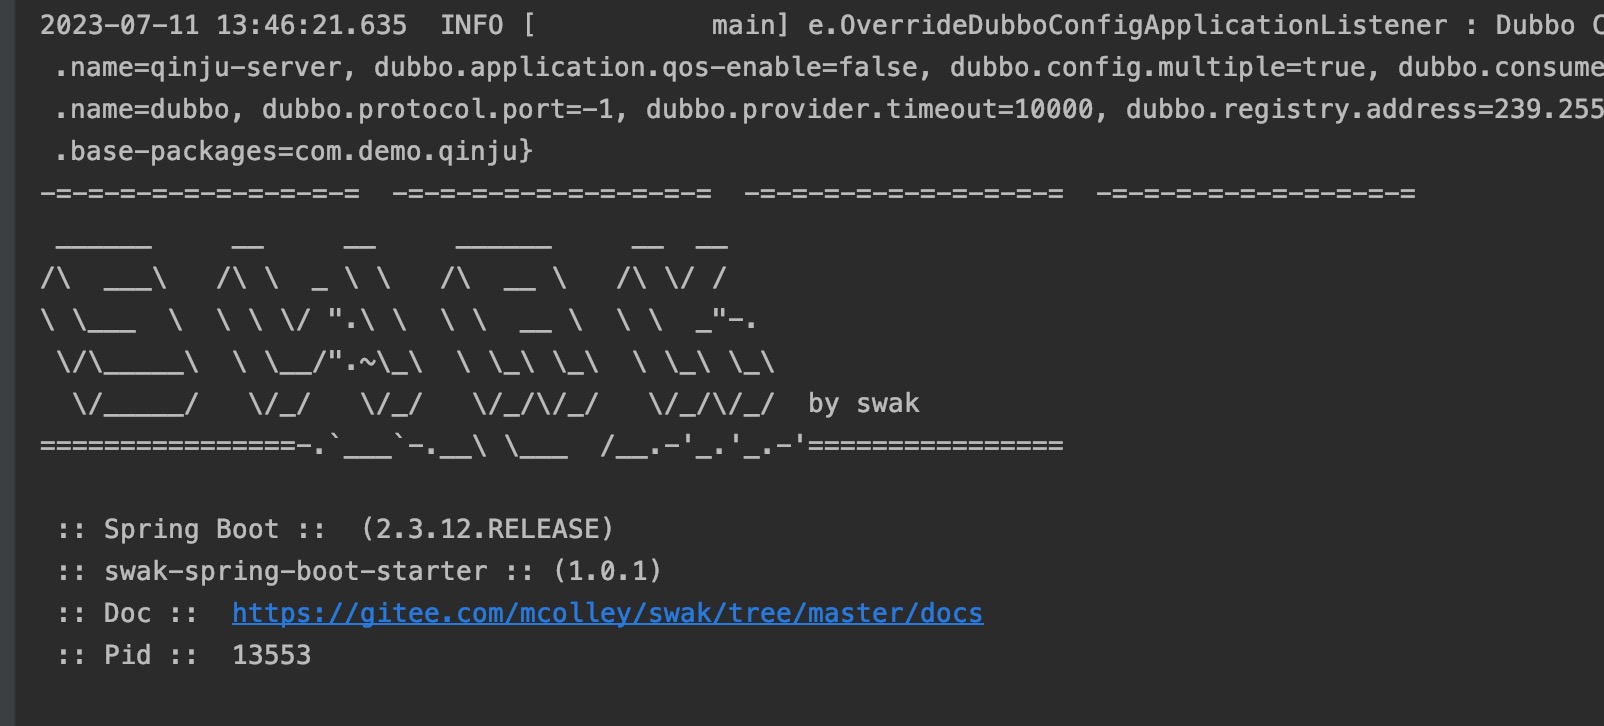 2023-07-11 13:46:21.635  INFO [           main] e.OverrideDubboConfigApplicationListener : Dubbo C
 .name=qinju-server, dubbo.application.qos-enable=false, dubbo.config.multiple=true, dubbo.consume
 .name=dubbo, dubbo.protocol.port=-1, dubbo.provider.timeout=10000, dubbo.registry.address=239.255
 .base-packages=com.demo.qinju}
-=-=-=-=-=-=-=-=-=-=  -=-=-=-=-=-=-=-=-=-=  -=-=-=-=-=-=-=-=-=-=  -=-=-=-=-=-=-=-=-=-=
 ______     __     __     ______     __  __
/\  ___\   /\ \  _ \ \   /\  __ \   /\ \/ /
\ \___  \  \ \ \/ ".\ \  \ \  __ \  \ \  _"-.
 \/\_____\  \ \__/".~\_\  \ \_\ \_\  \ \_\ \_\
  \/_____/   \/_/   \/_/   \/_/\/_/   \/_/\/_/  by swak
================-.`___`-.__\ \___  /__.-'_.'_.-'================
 :: Spring Boot ::  (2.3.12.RELEASE)
 :: swak-spring-boot-starter :: (1.0.1)
 :: Doc ::  https://gitee.com/mcolley/swak/tree/master/docs
 :: Pid ::  13553